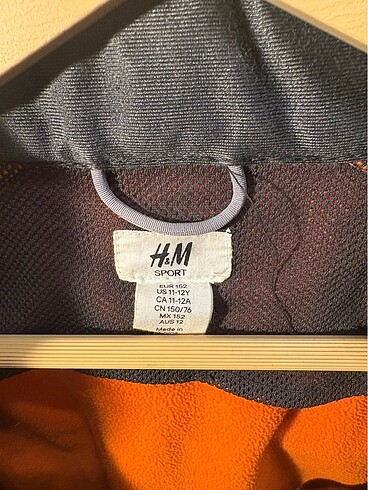 H&M
SPORT
EUR 152
US 11-12Y
CA 11-12A
CN 150/76
MX 152
AUS 12
Made in